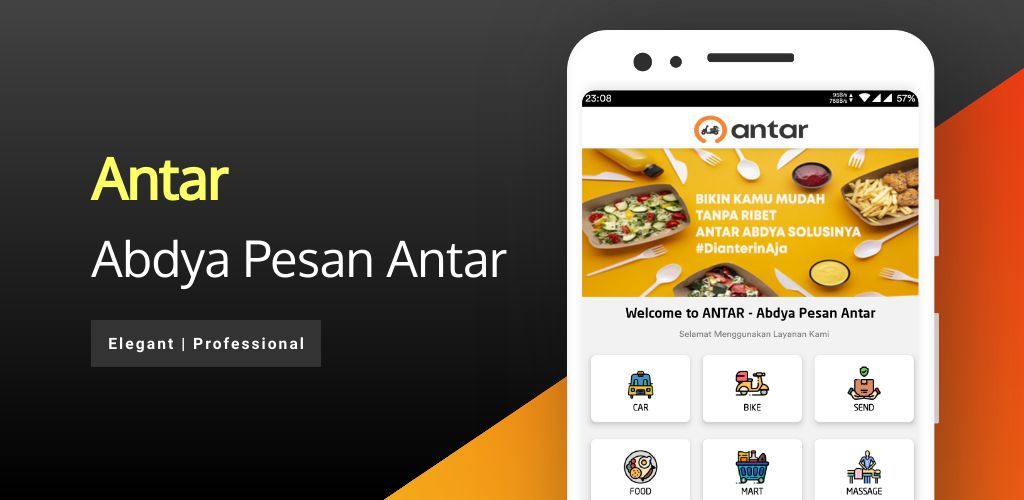 Antar
Abdya Pesan Antar
Elegant | Professional
23:08
57%
antar
BIKIN KAMU MUDAH
TANPA RIBET
ANTAR ABDYA SOLUSINYA
#DianterinAja
Welcome to ANTAR - Abdya Pesan Antar
Selamat Menggunakan Layanan Kami
CAR
BIKE
SEND
FOOD
MART
MASSAGE